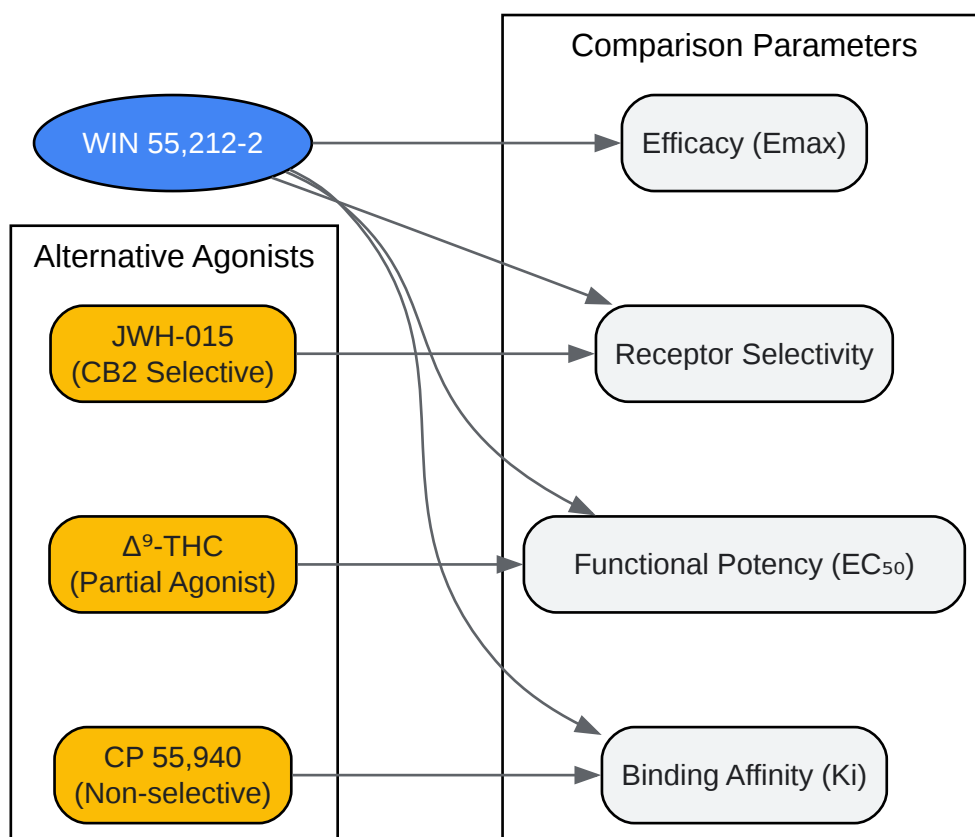 Comparison Parameters
WIN 55,212-2
Efficacy (Emax)
Alternative Agonists
JWH-015
(CB2 Selective)
Receptor Selectivity
Δ⁹-THC
(Partial Agonist)
Functional Potency (EC₅₀)
CP 55,940
(Non-selective)
Binding Affinity (Ki)